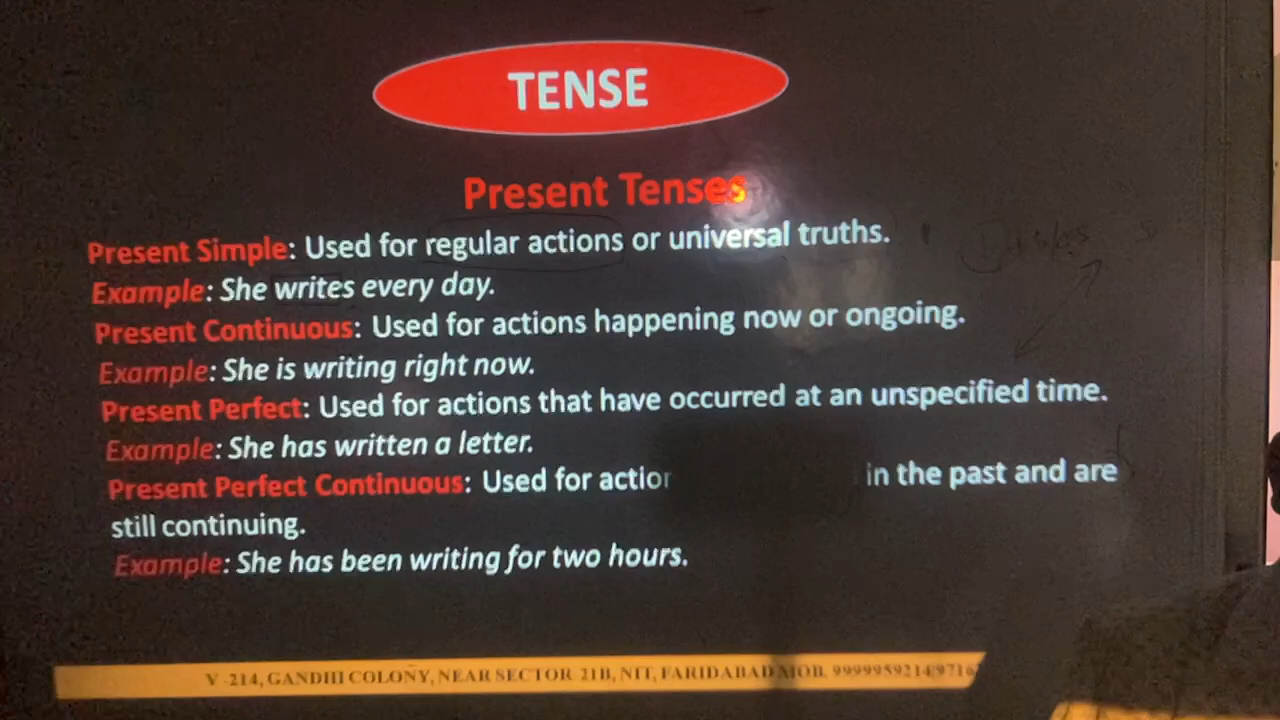 TENSE
Present Tenses
Present Simple: Used for regular actions or universal truths.
Example: She writes every day.
Present Continuous: Used for actions happening now or ongoing.
Example: She is writing right now.
Present Perfect: Used for actions that have occurred at an unspecified time.
Example: She has written a letter.
Present Perfect Continuous: Used for in the past and are
still continuing.
Example: She has been writing for two hours.
V-214, GANDHI COLONY, NEAR SECTOR 21B, NIT, FARIDABAD MOB. 9999959214